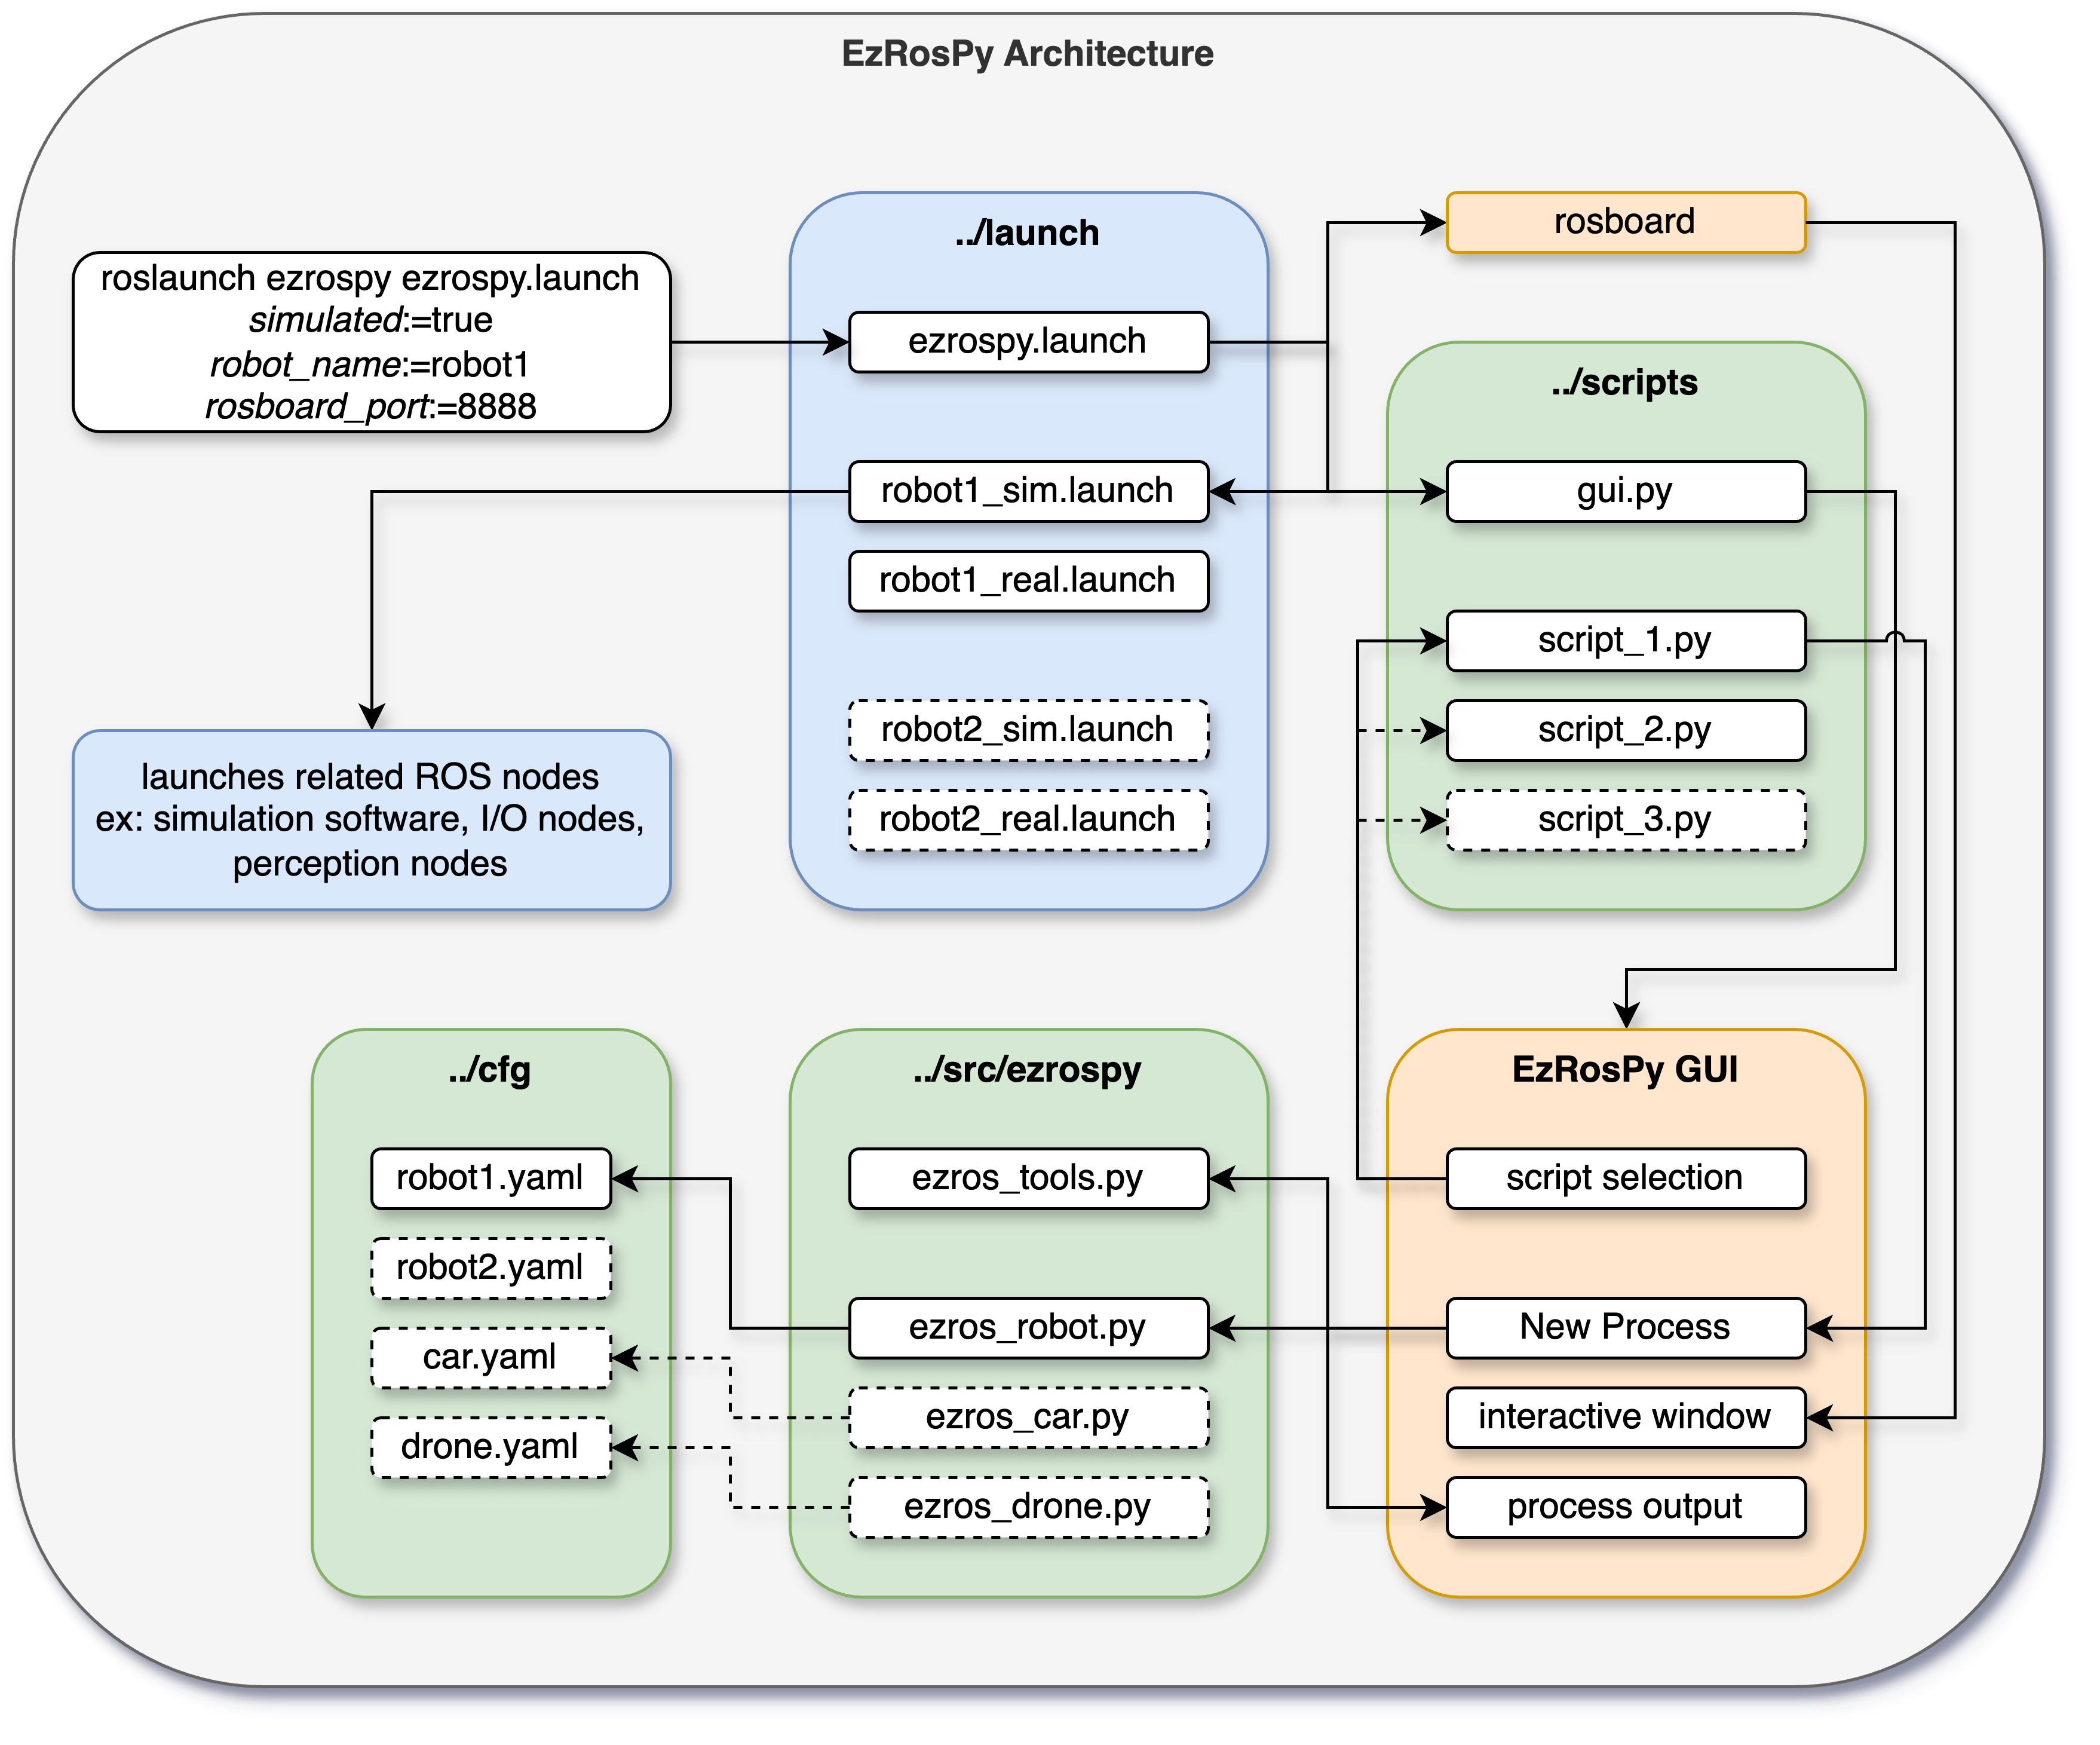 EzRosPy Architecture
roslaunch ezrospy ezrospy.launch
simulated:=true
robot_name:=robot1
rosboard_port:=8888
../launch
ezrospy.launch
robot1_sim.launch
robot1_real.launch
robot2_sim.launch
robot2_real.launch
rosboard
../scripts
gui.py
script_1.py
script_2.py
script_3.py
launches related ROS nodes
ex: simulation software, I/O nodes,
perception nodes
../cfg
robot1.yaml
robot2.yaml
car.yaml
drone.yaml
../src/ezrospy
ezros_tools.py
ezros_robot.py
ezros_car.py
ezros_drone.py
EzRosPy GUI
script selection
New Process
interactive window
process output